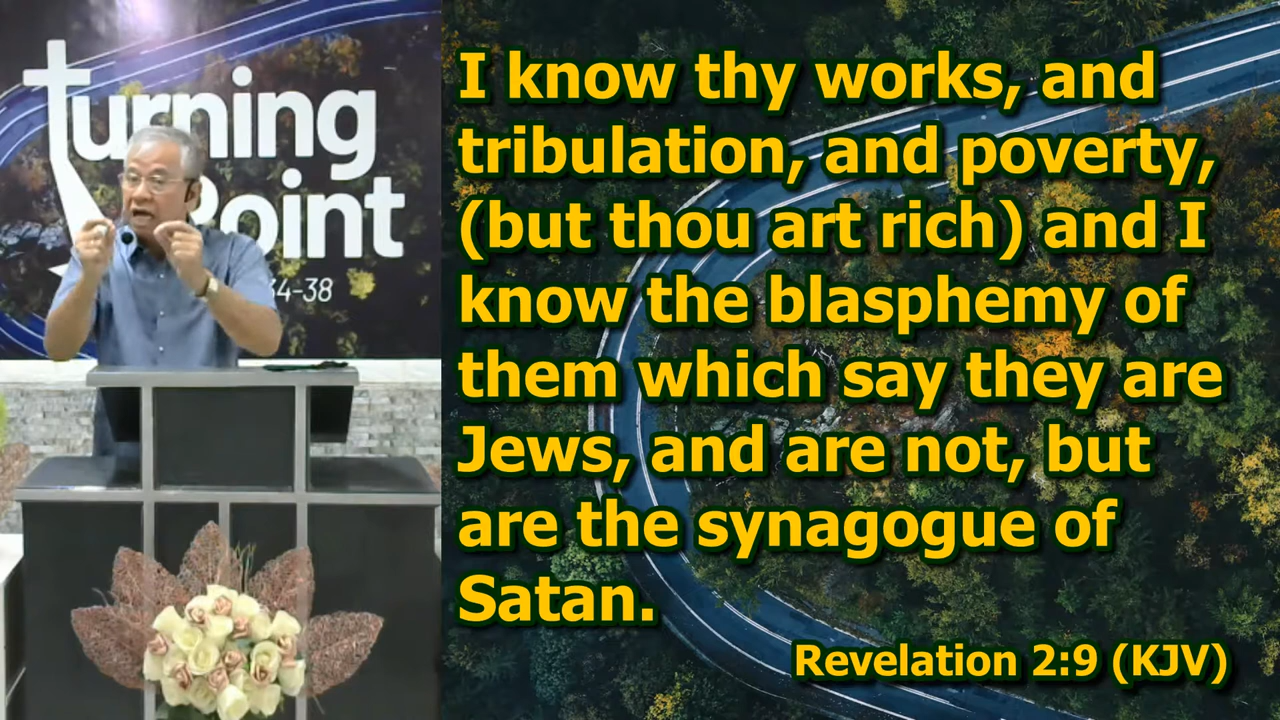 turning
Point
34-38
I know thy works, and
tribulation, and poverty,
(but thou art rich) and I
know the blasphemy of
them which say they are
Jews, and are not, but
are the synagogue of
Satan.
Revelation 2:9 (KJV)